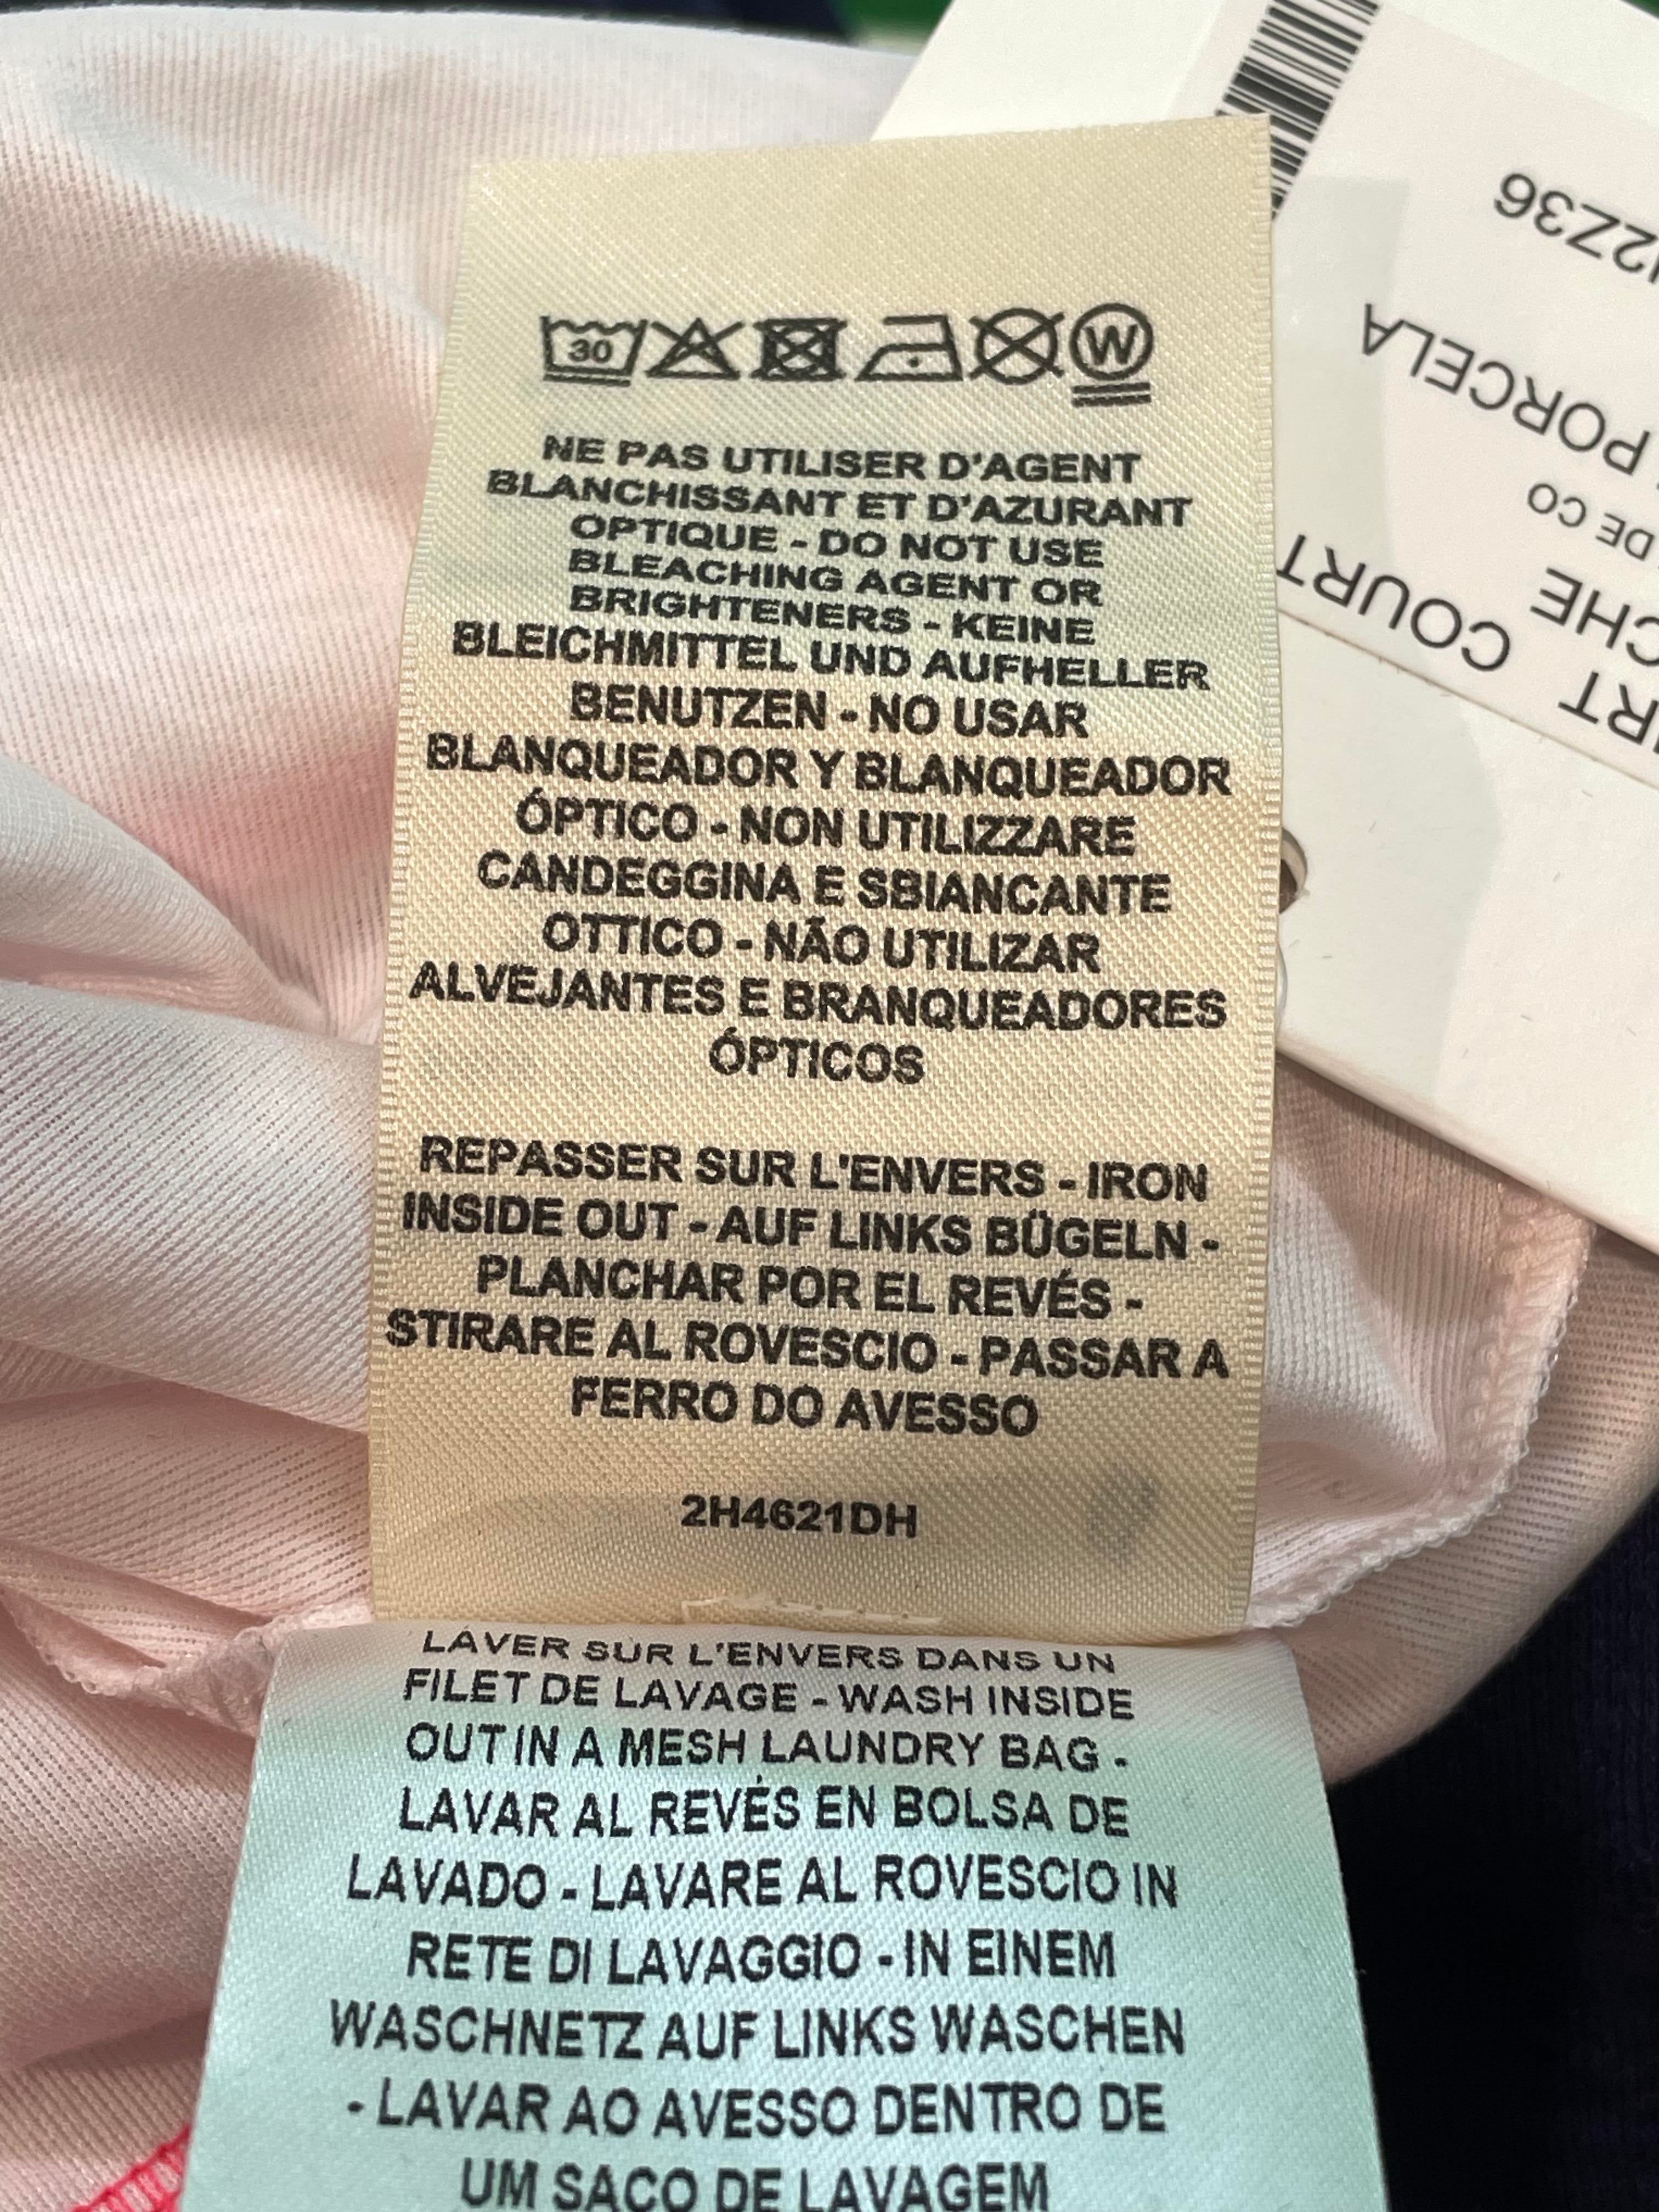 30
W
NE PAS UTILISER D'AGENT
BLANCHISSANT ET D'AZURANT
OPTIQUE - DO NOT USE
BLEACHING AGENT OR
BRIGHTENERS - KEINE
BLEICHMITTEL UND AUFHELLER
BENUTZEN - NO USAR
BLANQUEADOR Y BLANQUEADOR
ÓPTICO - NON UTILIZZARE
CANDEGGINA E SBIANCANTE
OTTICO - NÃO UTILIZAR
ALVEJANTES E BRANQUEADORES
ÓPTICOS
REPASSER SUR L'ENVERS - IRON
INSIDE OUT - AUF LINKS BÜGELN -
PLANCHAR POR EL REVÉS -
STIRARE AL ROVESCIO - PASSAR A
FERRO DO AVESSO
2H4621DH
LAVER SUR L'ENVERS DANS UN
FILET DE LAVAGE - WASH INSIDE
OUT IN A MESH LAUNDRY BAG -
LAVAR AL REVÉS EN BOLSA DE
LAVADO - LAVARE AL ROVESCIO IN
RETE DI LAVAGGIO - IN EINEM
WASCHNETZ AUF LINKS WASCHEN
- LAVAR AO AVESSO DENTRO DE
UM SACO DE LAVAGEM
COURT
DE CO
PORCELA